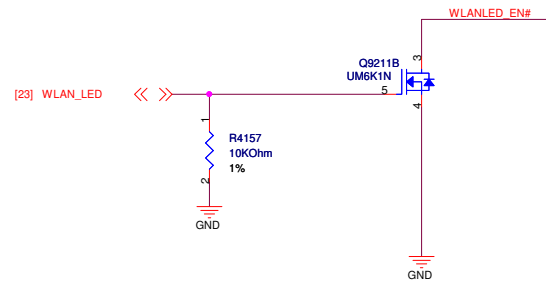 WLANLED_EN#
Q9211B
UM6K1N
3
5
4
[23] WLAN_LED
1
R4157
10KOhm
1%
2
GND
GND